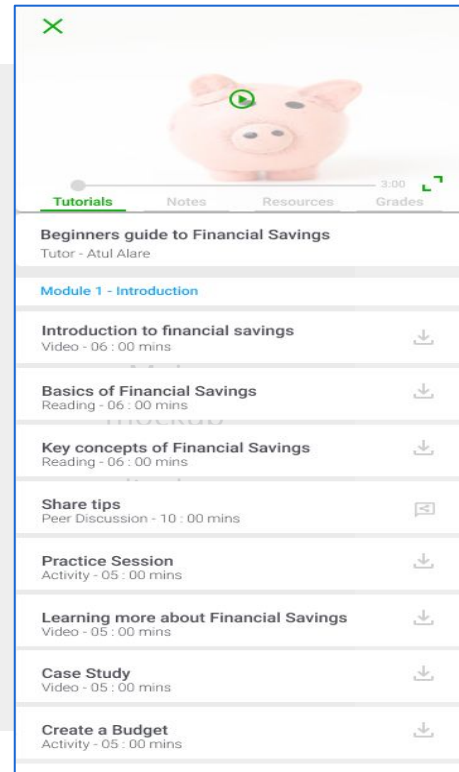 3:00
Tutorials Notes Resources Grades
Beginners guide to Financial Savings
Tutor - Atul Alare
Module 1 - Introduction
Introduction to financial savings
Video - 06 : 00 mins
Basics of Financial Savings
Reading - 06 : 00 mins
mockup
Key concepts of Financial Savings
Reading - 06 : 00 mins
Share tips
Peer Discussion - 10 : 00 mins
Practice Session
Activity - 05 : 00 mins
Learning more about Financial Savings
Video - 05 : 00 mins
Case Study
Video - 05 : 00 mins
Create a Budget
Activity - 05 : 00 mins